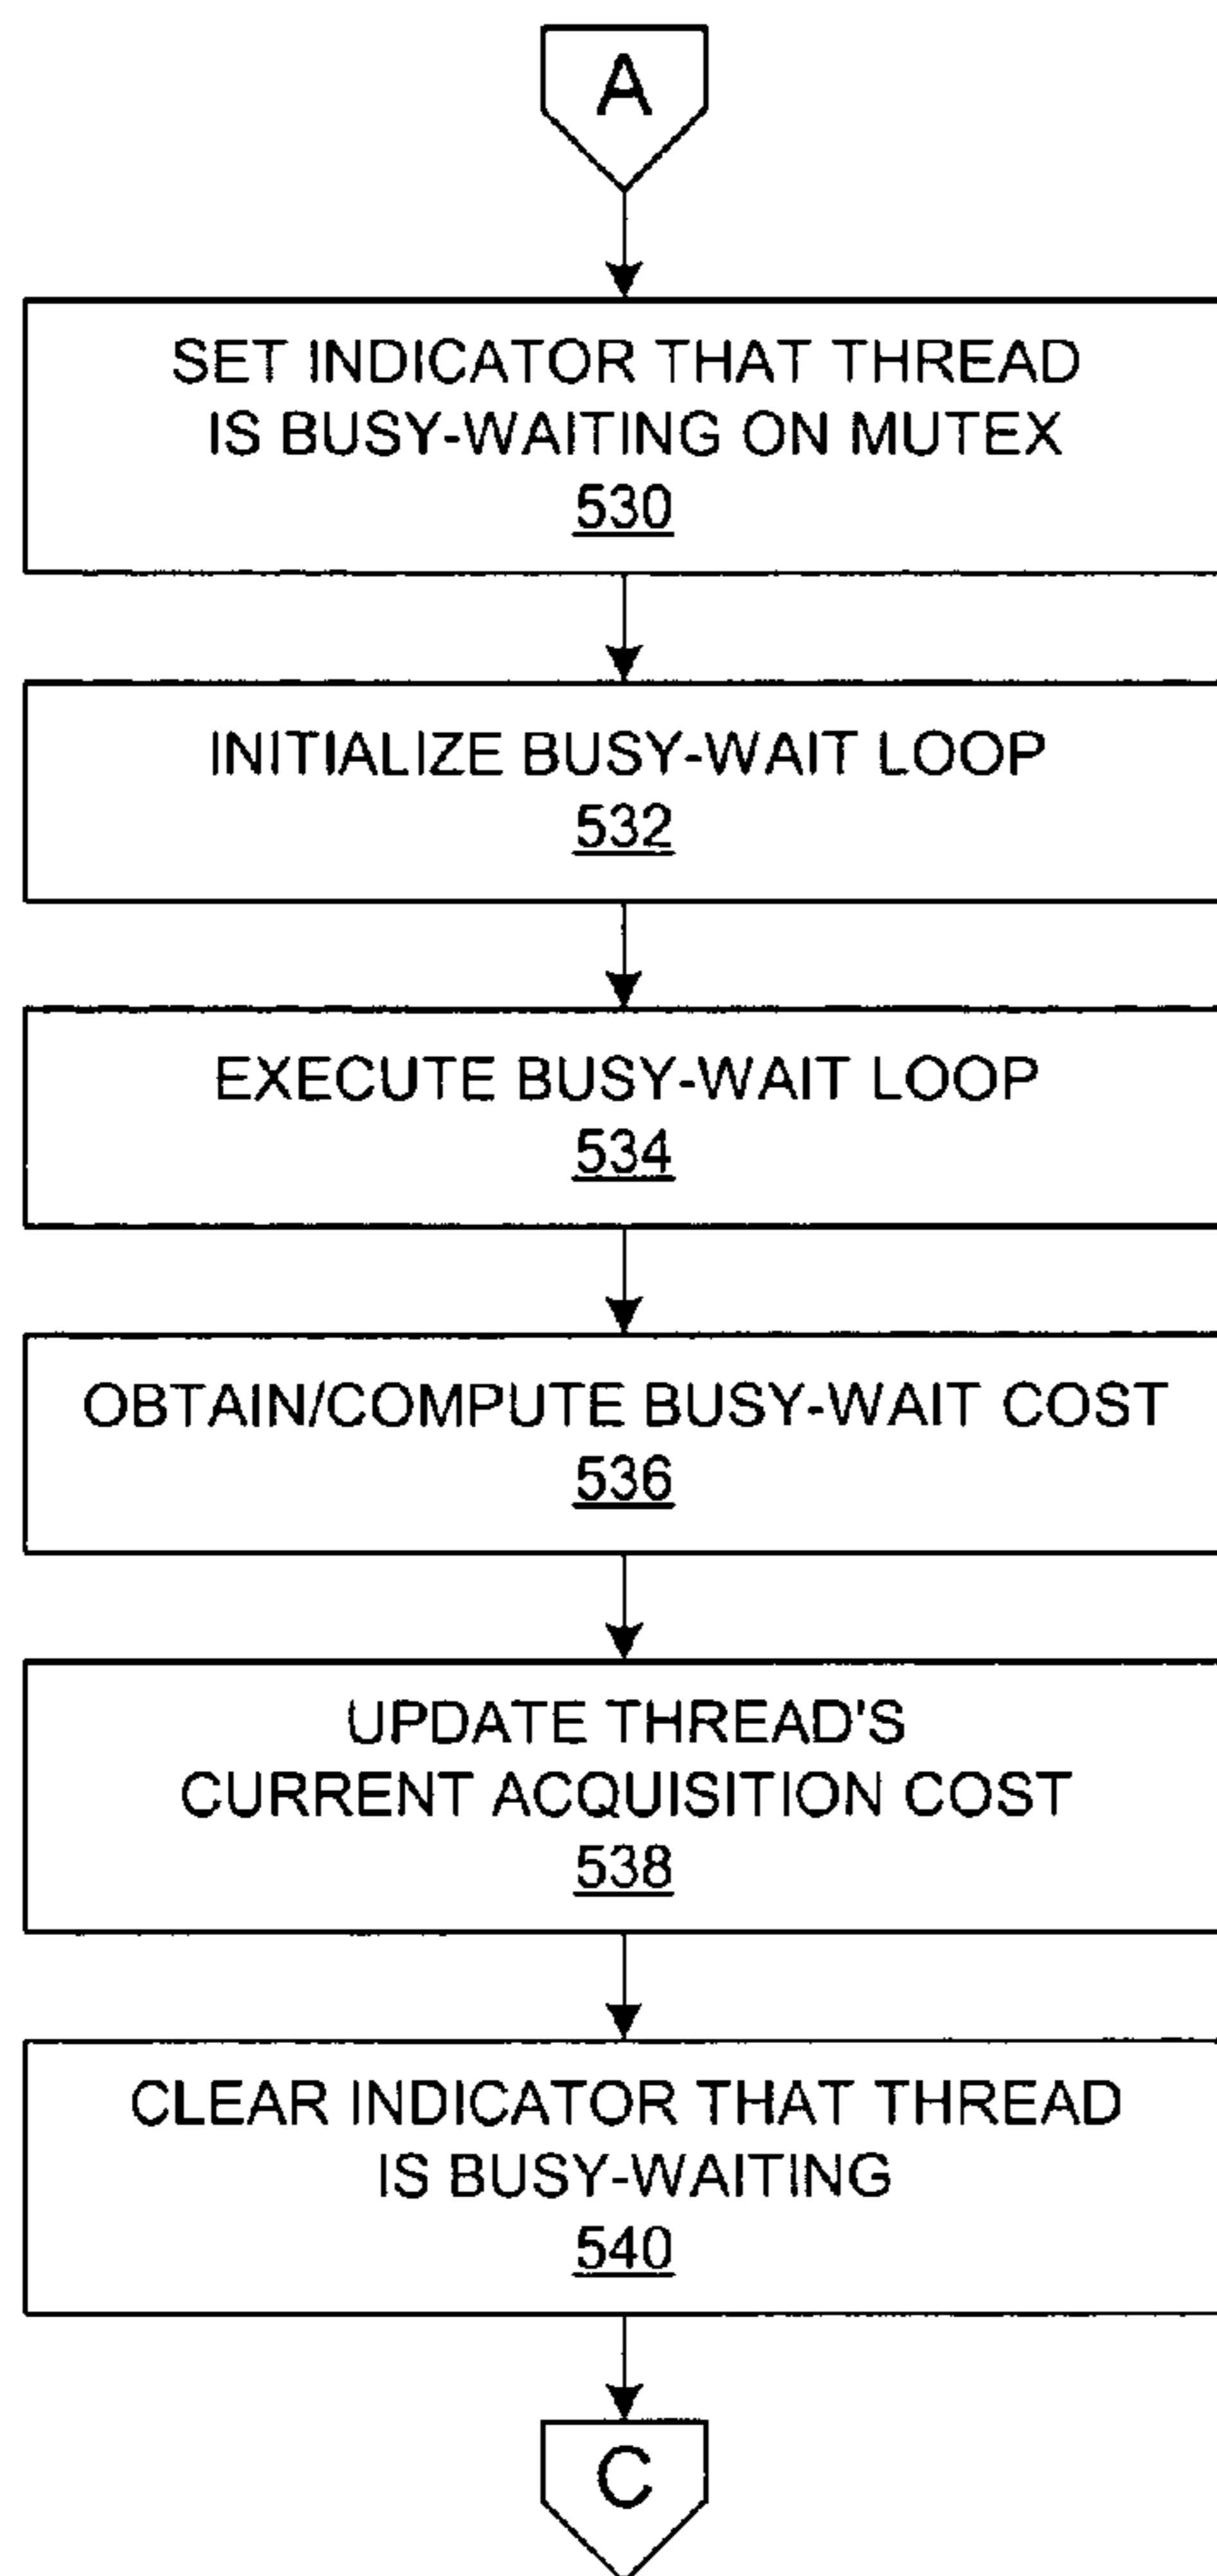 A
SET INDICATOR THAT THREAD
IS BUSY-WAITING ON MUTEX
530
INITIALIZE BUSY-WAIT LOOP
532
EXECUTE BUSY-WAIT LOOP
534
OBTAIN/COMPUTE BUSY-WAIT COST
536
UPDATE THREAD'S
CURRENT ACQUISITION COST
538
CLEAR INDICATOR THAT THREAD
IS BUSY-WAITING
540
C